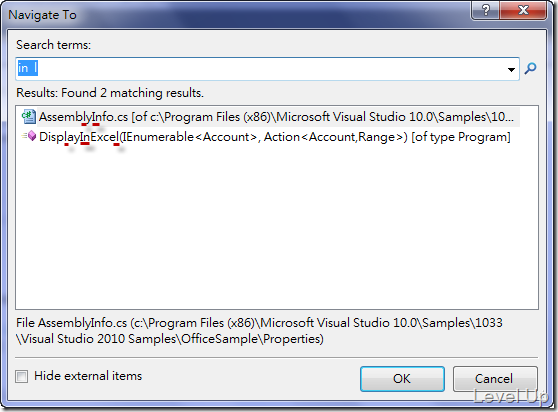 Navigate To
Search terms:
in l
Results: Found 2 matching results.
AssemblyInfo.cs [of c:\Program Files (x86)\Microsoft Visual Studio 10.0\Samples\10...
DisplayInExcel(IEnumerable<Account>, Action<Account,Range>) [of type Program]
File AssemblyInfo.cs (c:\Program Files (x86)\Microsoft Visual Studio 10.0\Samples\1033
\Visual Studio 2010 Samples\OfficeSample\Properties)
Hide external items
OK
Cancel
Level Up